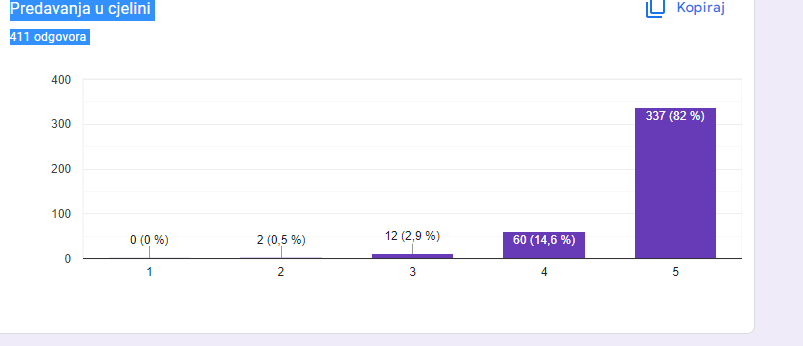 Predavanja u cjelini
Kopiraj
411 odgovora
400
300
200
100
0
0 (0 %)
2 (0,5 %)
12 (2,9 %)
60 (14,6 %)
337 (82 %)
1
2
3
4
5